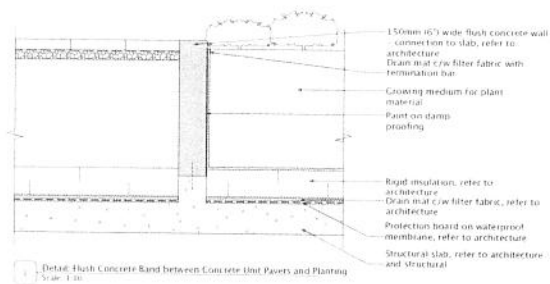 150mm (6") wide flush concrete wall
- connection to slab, refer to
architecture
Drain mat c/w filter fabric with
termination bar
Growing medium for plant
material
Paint on damp
proofing
Rigid insulation, refer to
architecture
Drain mat c/w filter fabric, refer to
architecture
Protection board on waterproof
membrane, refer to architecture
Structural slab, refer to architecture
and structural
Detail: Flush Concrete Band between Concrete Unit Pavers and Planting
Scale: 1:10